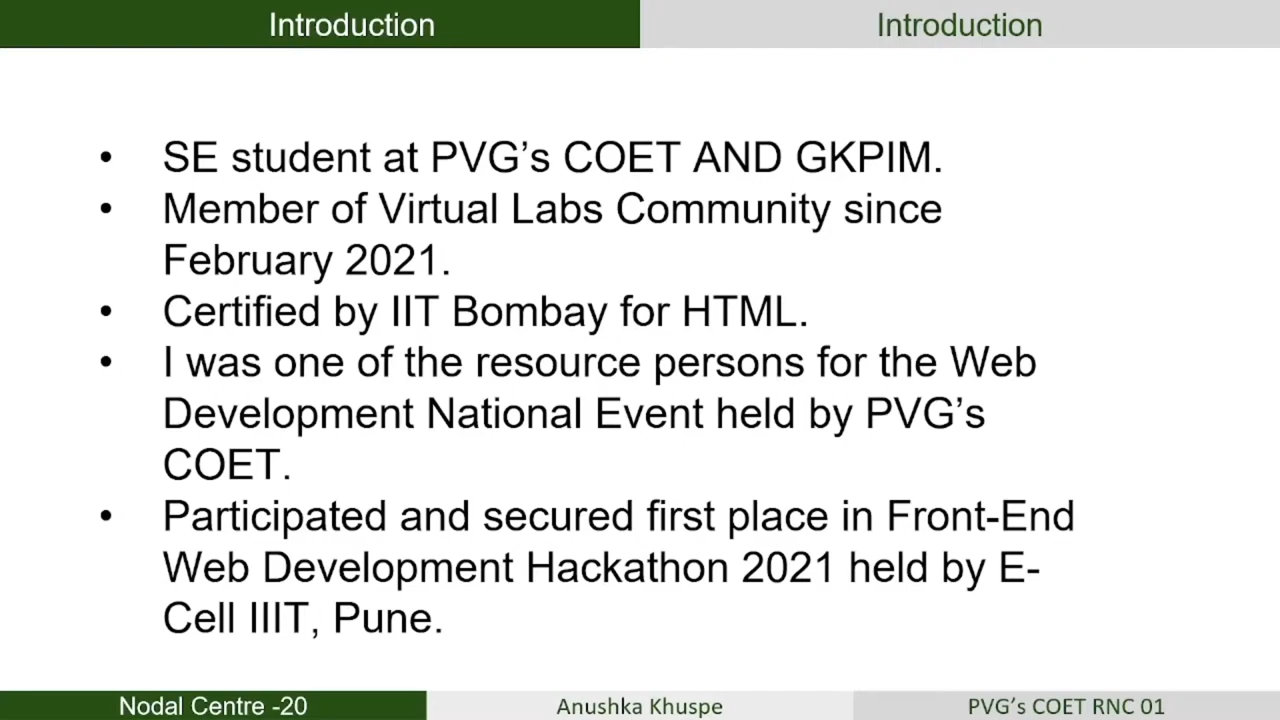 Introduction
Introduction
• SE student at PVG’s COET AND GKPIM.
• Member of Virtual Labs Community since
February 2021.
• Certified by IIT Bombay for HTML.
• I was one of the resource persons for the Web
Development National Event held by PVG’s
COET.
• Participated and secured first place in Front-End
Web Development Hackathon 2021 held by E-
Cell IIIT, Pune.
Nodal Centre -20
Anushka Khuspe
PVG’s COET RNC 01